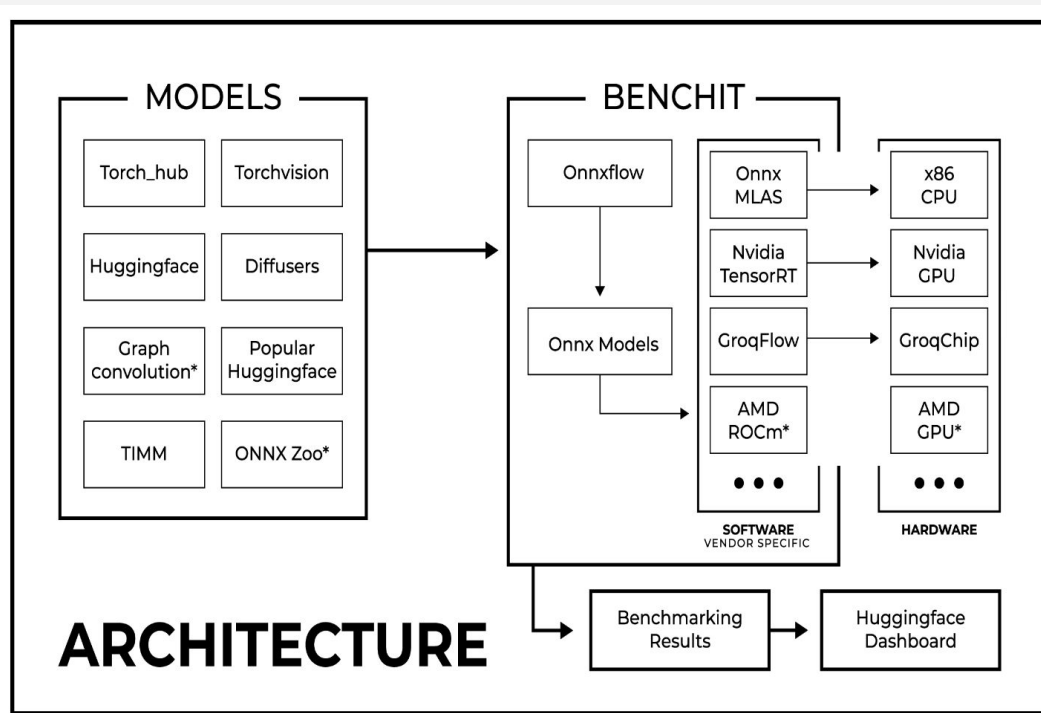 MODELS
Torch_hub
Torchvision
Huggingface
Diffusers
Graph
convolution*
Popular
Huggingface
TIMM
ONNX Zoo*
BENCHIT
Onnxflow
Onnx Models
Onnx
MLAS
Nvidia
TensorRT
GroqFlow
AMD
ROCm*
SOFTWARE
VENDOR SPECIFIC
x86
CPU
Nvidia
GPU
GroqChip
AMD
GPU*
HARDWARE
Benchmarking
Results
Huggingface
Dashboard
ARCHITECTURE